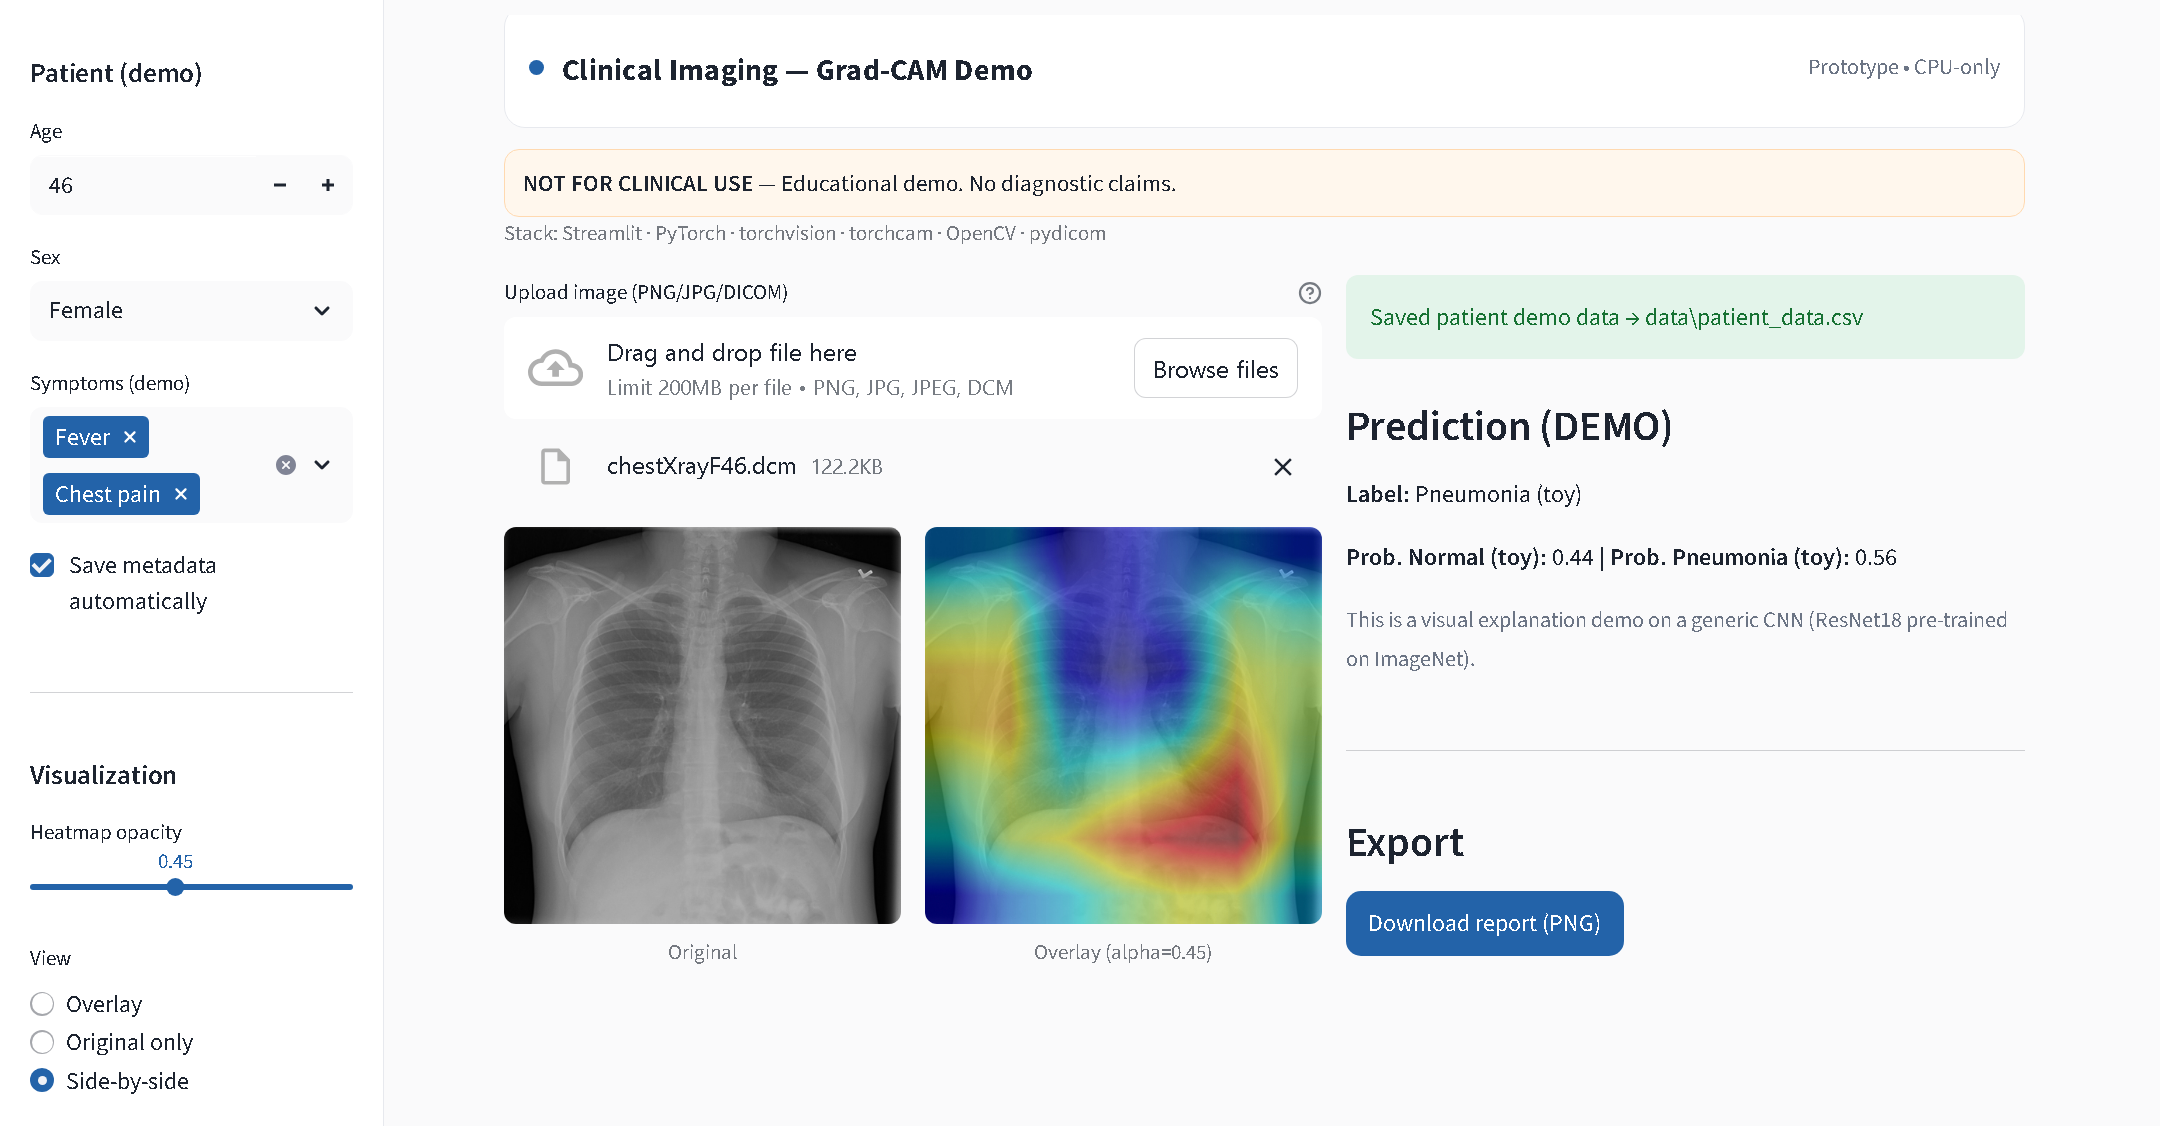 Patient (demo)
Age
46
Sex
Female
Symptoms (demo)
Fever
Chest pain
Save metadata
automatically
Visualization
Heatmap opacity
0.45
View
Overlay
Original only
Side-by-side
Clinical Imaging — Grad-CAM Demo
Prototype • CPU-only
NOT FOR CLINICAL USE — Educational demo. No diagnostic claims.
Stack: Streamlit · PyTorch · torchvision · torchcam · OpenCV · pydicom
Upload image (PNG/JPG/DICOM)
Drag and drop file here
Limit 200MB per file • PNG, JPG, JPEG, DCM
Browse files
chestXrayF46.dcm 122.2KB
Original
Overlay (alpha=0.45)
Saved patient demo data → data\patient_data.csv
Prediction (DEMO)
Label: Pneumonia (toy)
Prob. Normal (toy): 0.44 | Prob. Pneumonia (toy): 0.56
This is a visual explanation demo on a generic CNN (ResNet18 pre-trained
on ImageNet).
Export
Download report (PNG)